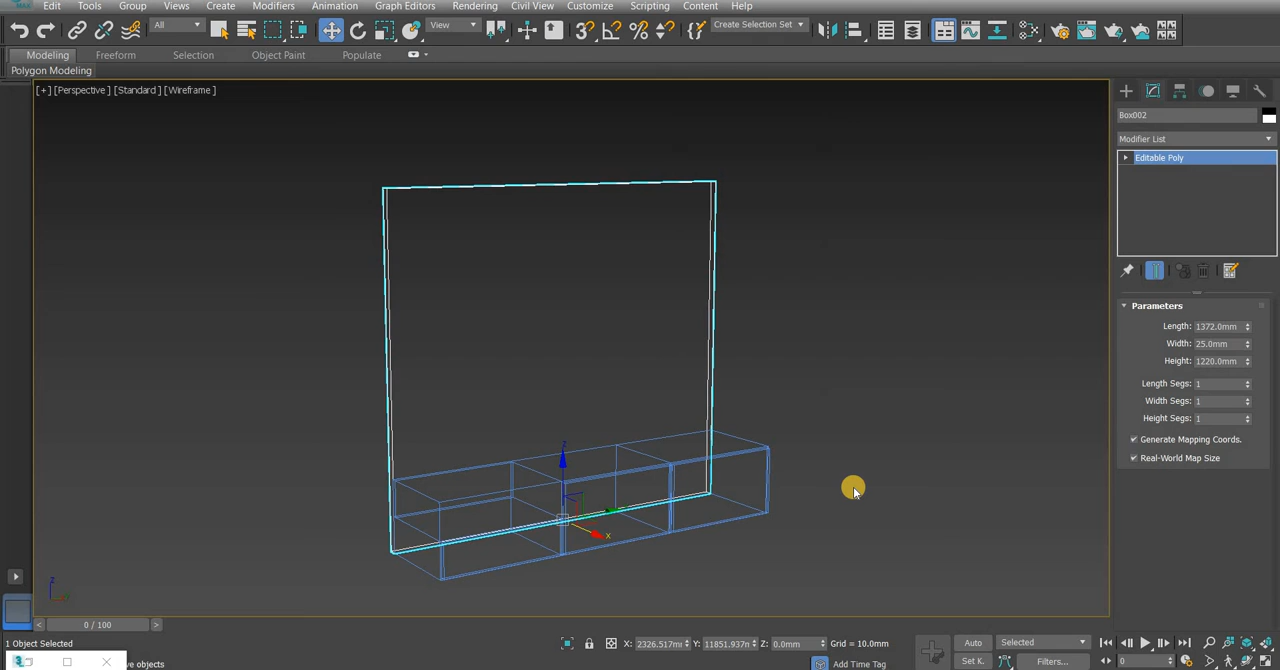 Edit Tools Group Views Create Modifiers Animation Graph Editors Rendering Civil View Customize Scripting Content Help
All View Create Selection Set
Modeling Freeform Selection Object Paint Populate
Polygon Modeling
[+] [Perspective] [Standard] [Wireframe]
Box002
Modifier List
Editable Poly
Parameters
Length: 1372.0mm
Width: 25.0mm
Height: 1220.0mm
Length Segs: 1
Width Segs: 1
Height Segs: 1
Generate Mapping Coords.
Real-World Map Size
z
x
z
< 0 / 100 >
1 Object Selected X: 2326.517mm Y: 11851.937m Z: 0.0mm Grid = 10.0mm Auto Selected
ve objects Add Time Tag Set K. Filters... 0